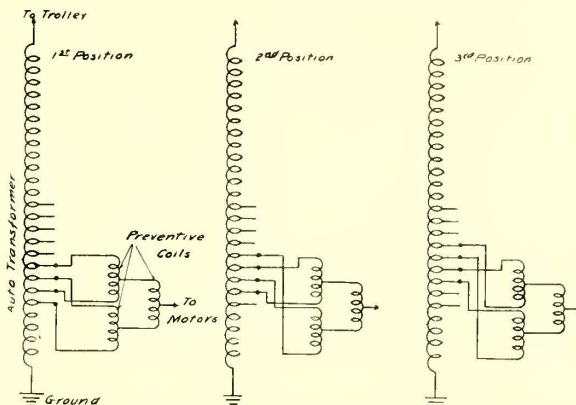 To Trolley
1st Position
2nd Position
3rd Position
Auto Transformer
Preventive
Coils
To
Motors
Ground